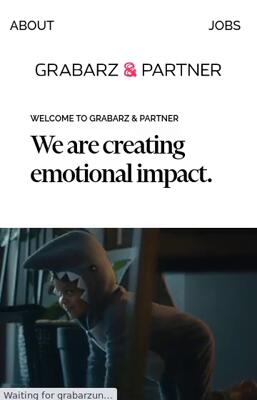 ABOUT JOBS
GRABARZ & PARTNER
WELCOME TO GRABARZ & PARTNER
We are creating
emotional impact.
Waiting for grabarzun...